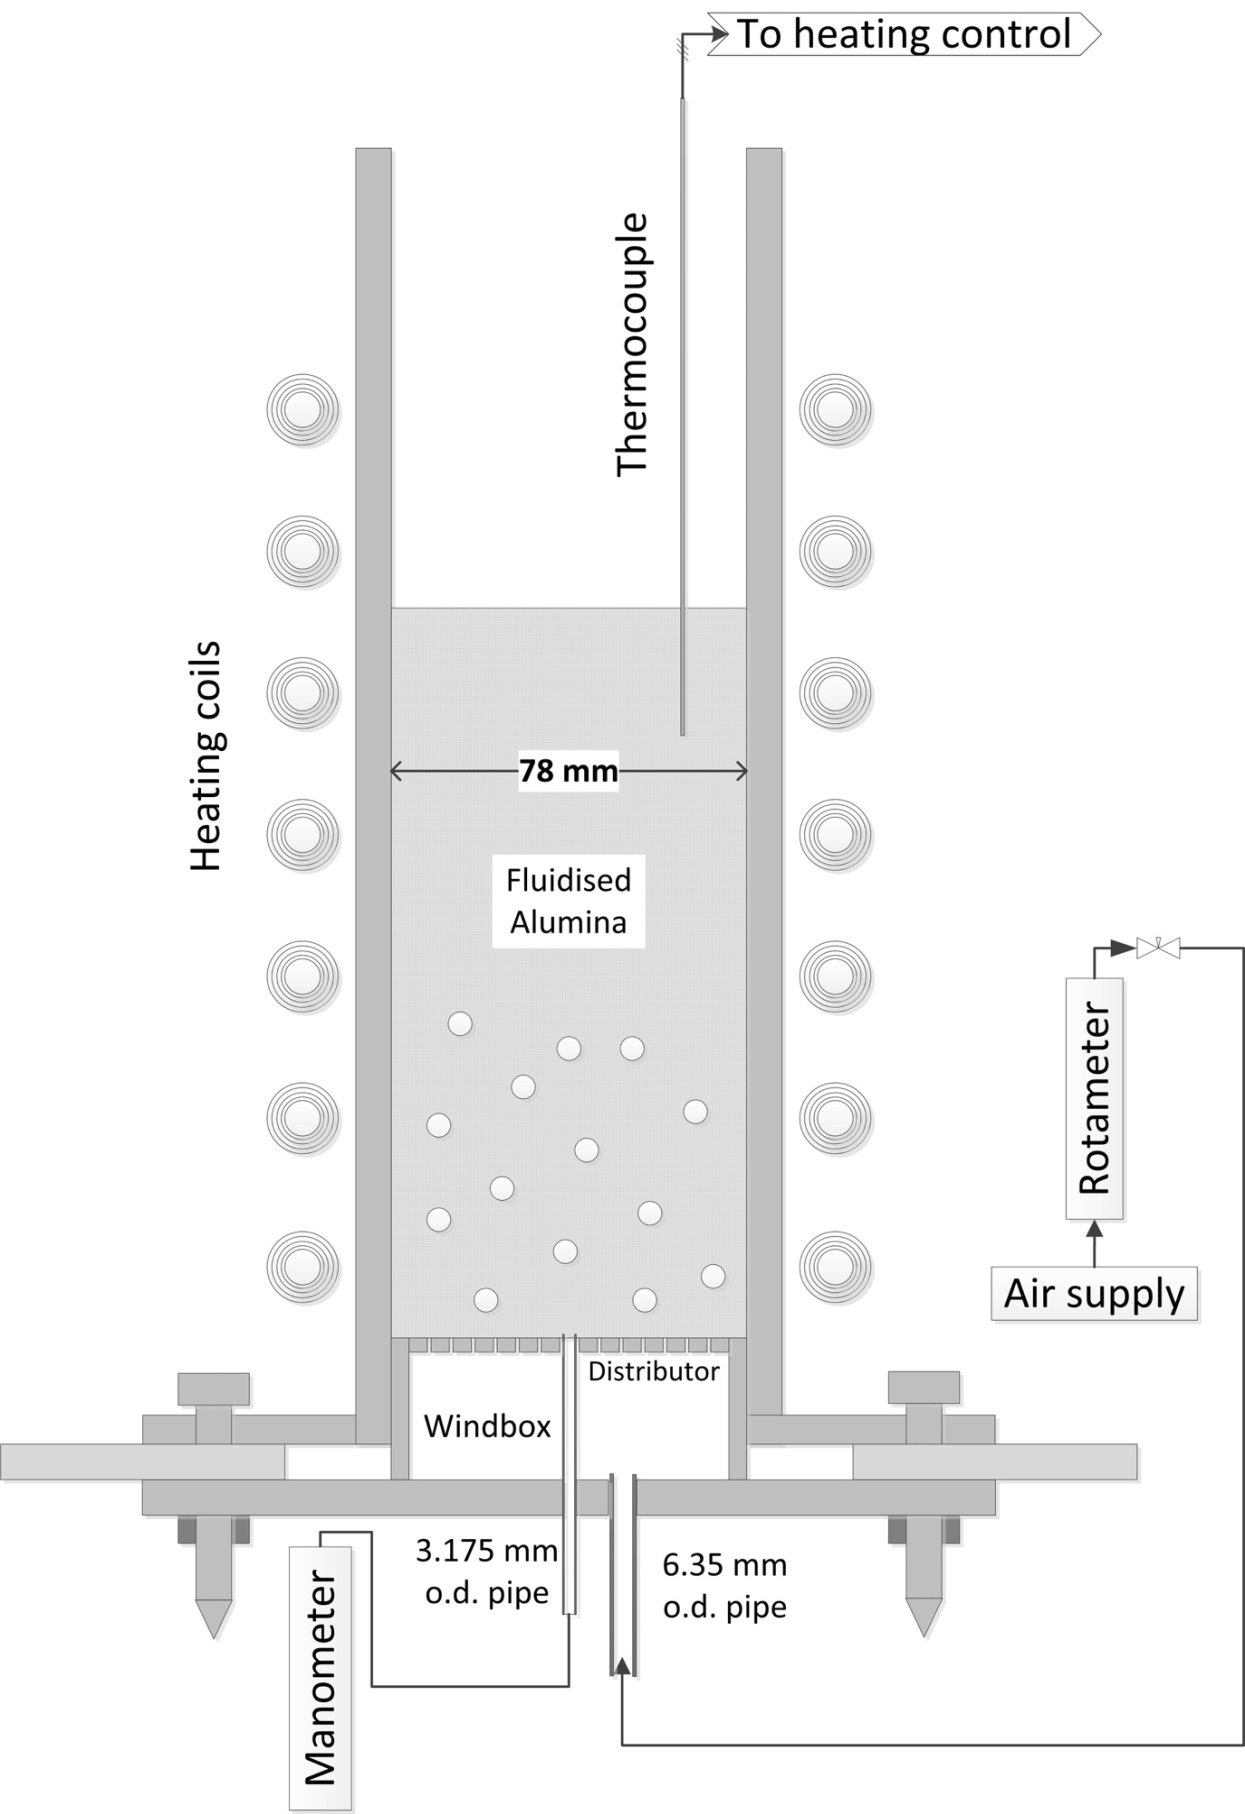 To heating control
Thermocouple
Heating coils
78 mm
Fluidised
Alumina
Rotameter
Air supply
Distributor
Windbox
3.175 mm
o.d. pipe
6.35 mm
o.d. pipe
Manometer